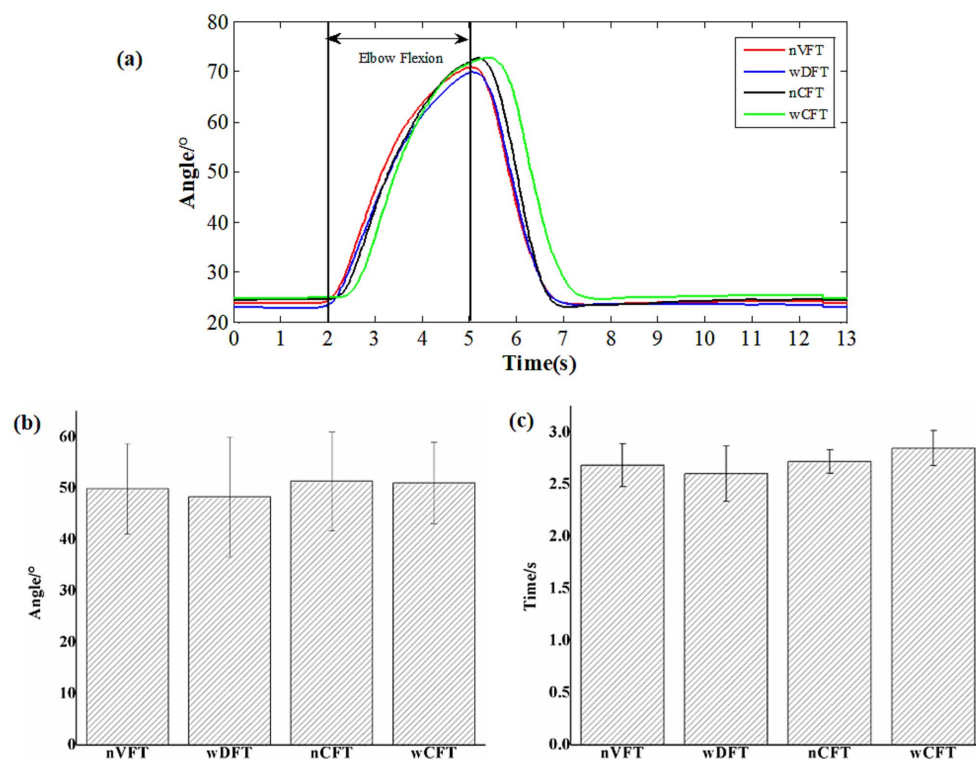 (a)
80
70
60
50
40
30
20
Angle/°
Elbow Flexion
nVFT
wDFT
nCFT
wCFT
0 1 2 3 4 5 6 7 8 9 10 11 12 13
Time(s)
(b)
60
50
40
30
20
10
0
Angle/°
nVFT wDFT nCFT wCFT
(c)
3.0
2.5
2.0
1.5
1.0
0.5
0.0
Time/s
nVFT wDFT nCFT wCFT